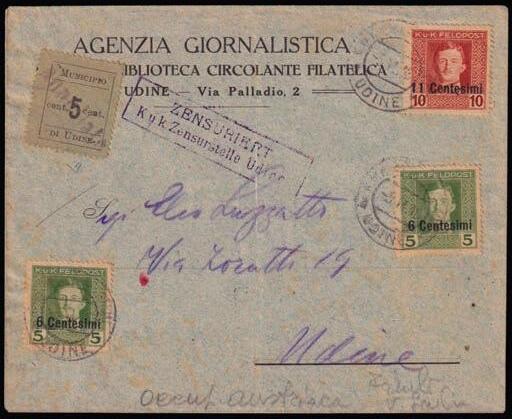 AGENZIA GIORNALISTICA
BIBLIOTECA CIRCOLANTE FILATELICA
UDINE – Via Palladio, 2
MUNICIPIO
cent. 5 cent.
DI UDINE
ZENSURIERT
K.u.k Zensurstelle Udine
K.u.K. FELDPOST
11 Centesimi
10 10
UDINE
K.u.K. FELDPOST
6 Centesimi
5 5
K.u.K. FELDPOST
6 Centesimi
5 5
UDINE
Sig. Luzzatto
Via Zorutti 19
Udine
occup. austriaca